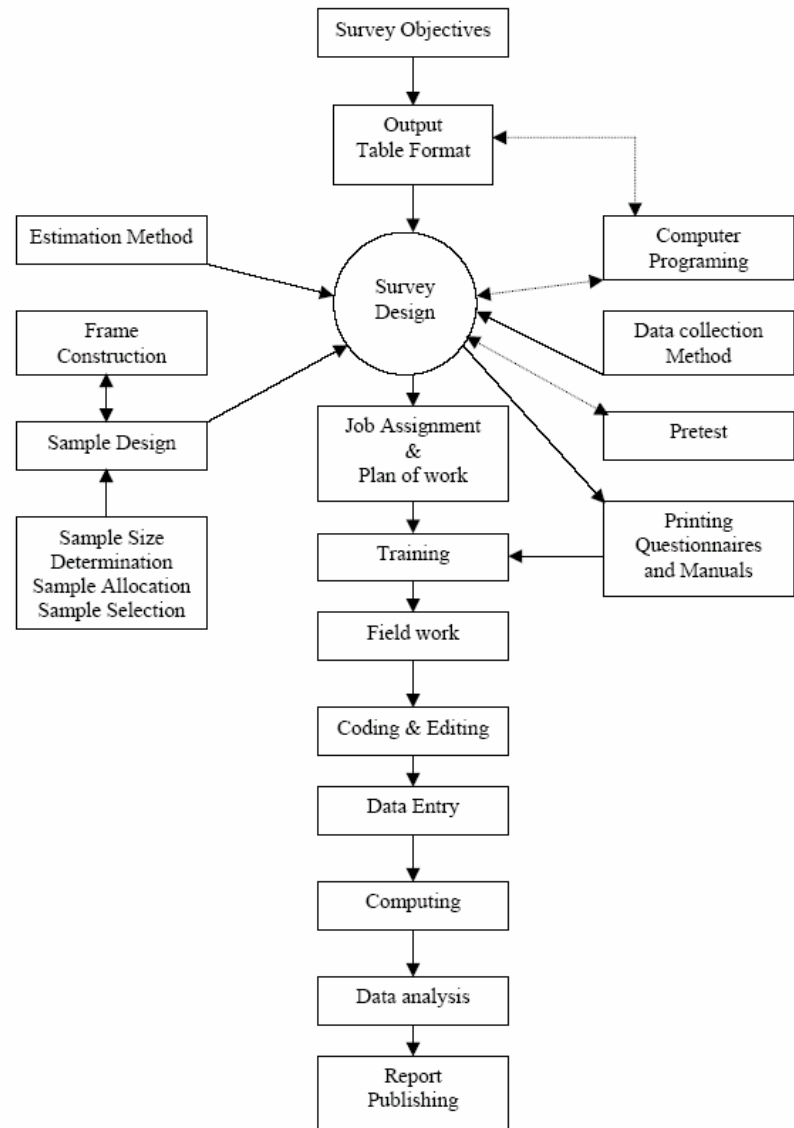 Survey Objectives
Output
Table Format
Estimation Method
Computer
Programing
Survey
Design
Frame
Construction
Data collection
Method
Sample Design
Job Assignment
&
Plan of work
Pretest
Sample Size
Determination
Sample Allocation
Sample Selection
Printing
Questionnaires
and Manuals
Training
Field work
Coding & Editing
Data Entry
Computing
Data analysis
Report
Publishing